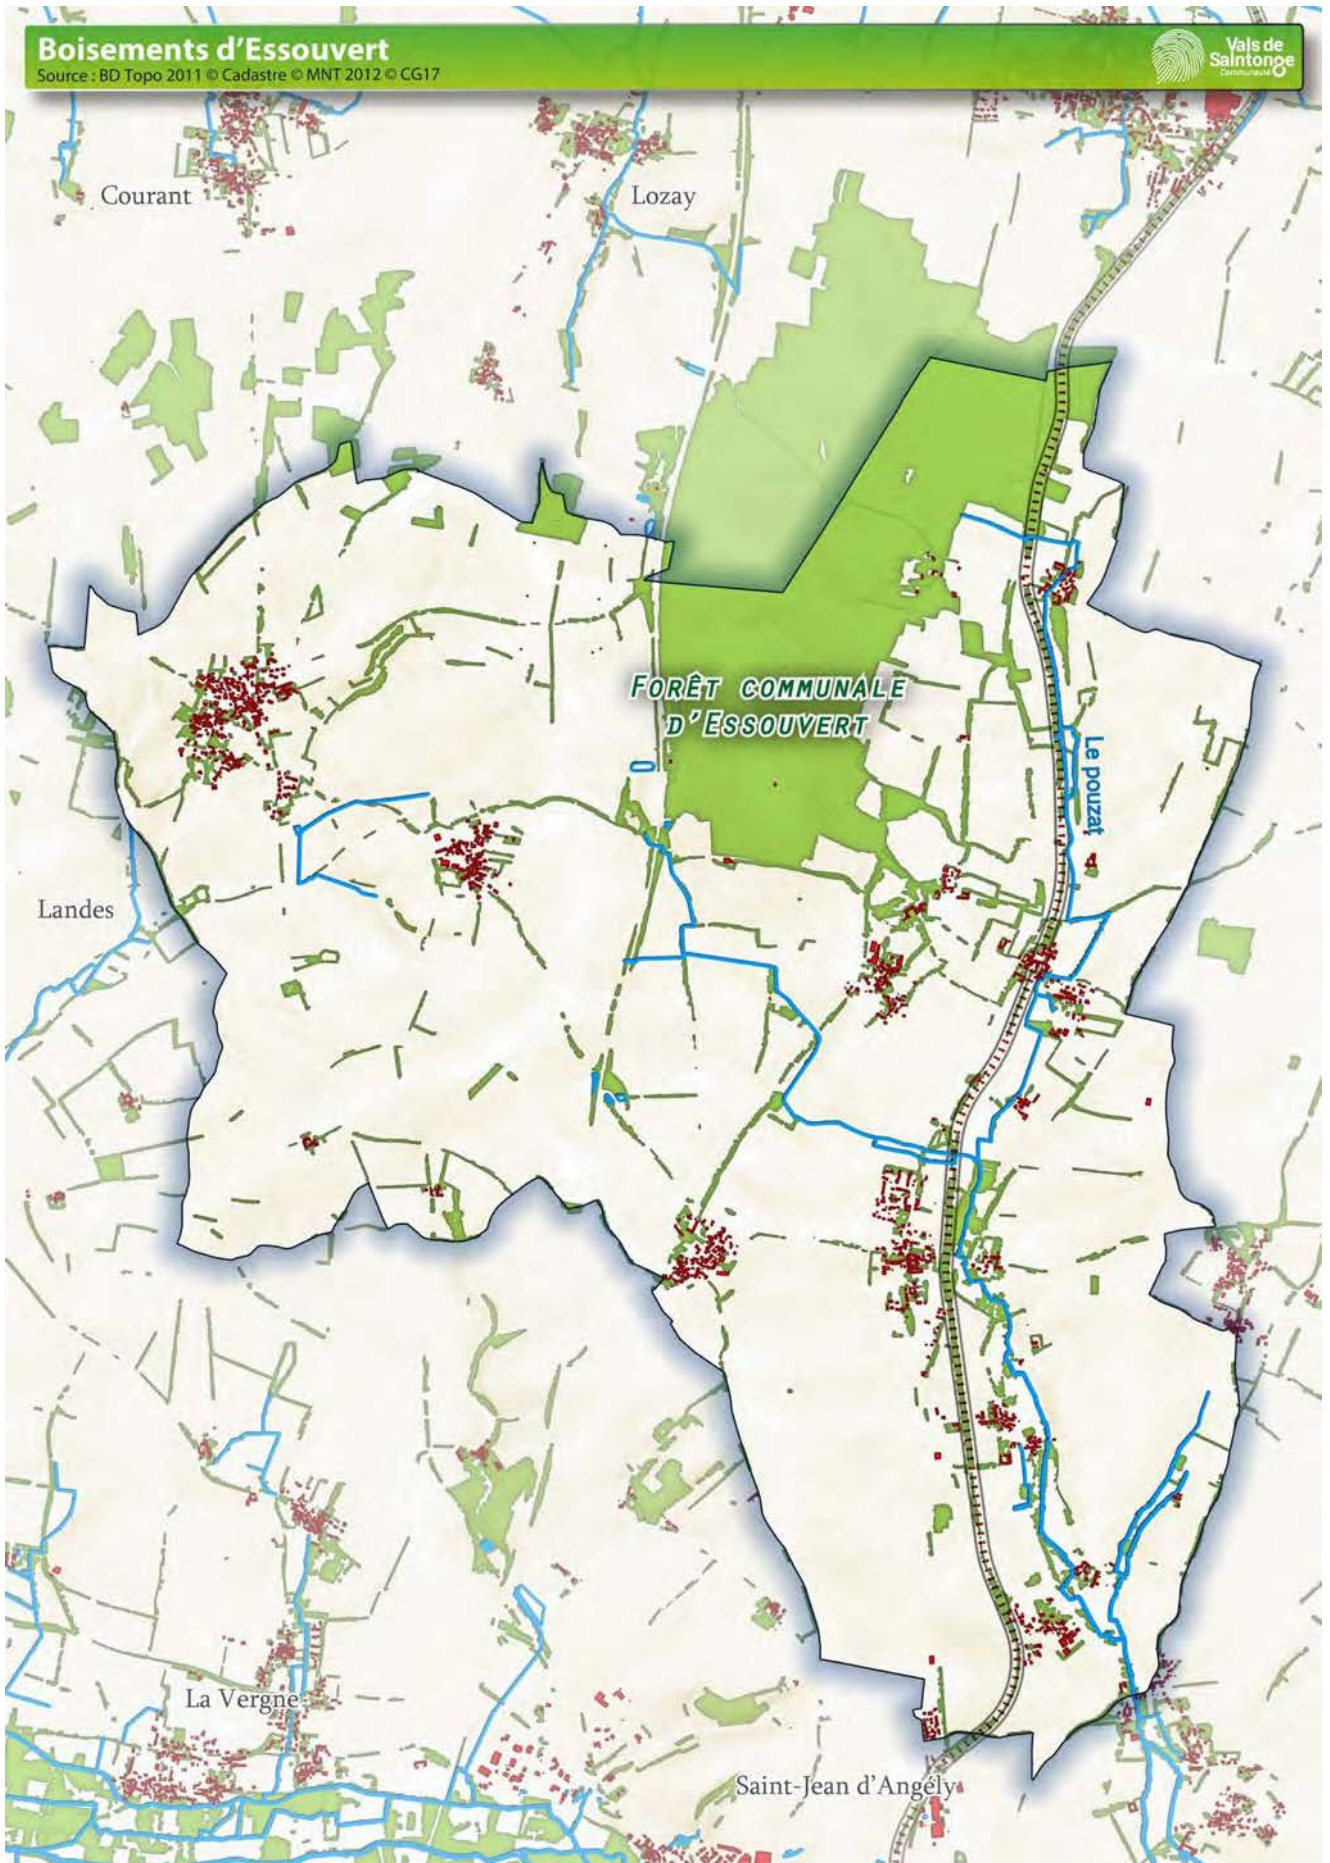 Boisements d'Essouvert
Source : BD Topo 2011 © Cadastre © MNT 2012 © CG17
Vals de
Saintonge
Communauté
Courant
Lozay
FORÊT COMMUNALE
D'ESSOUVERT
Le pouzat
Landes
La Vergne
Saint-Jean d'Angély